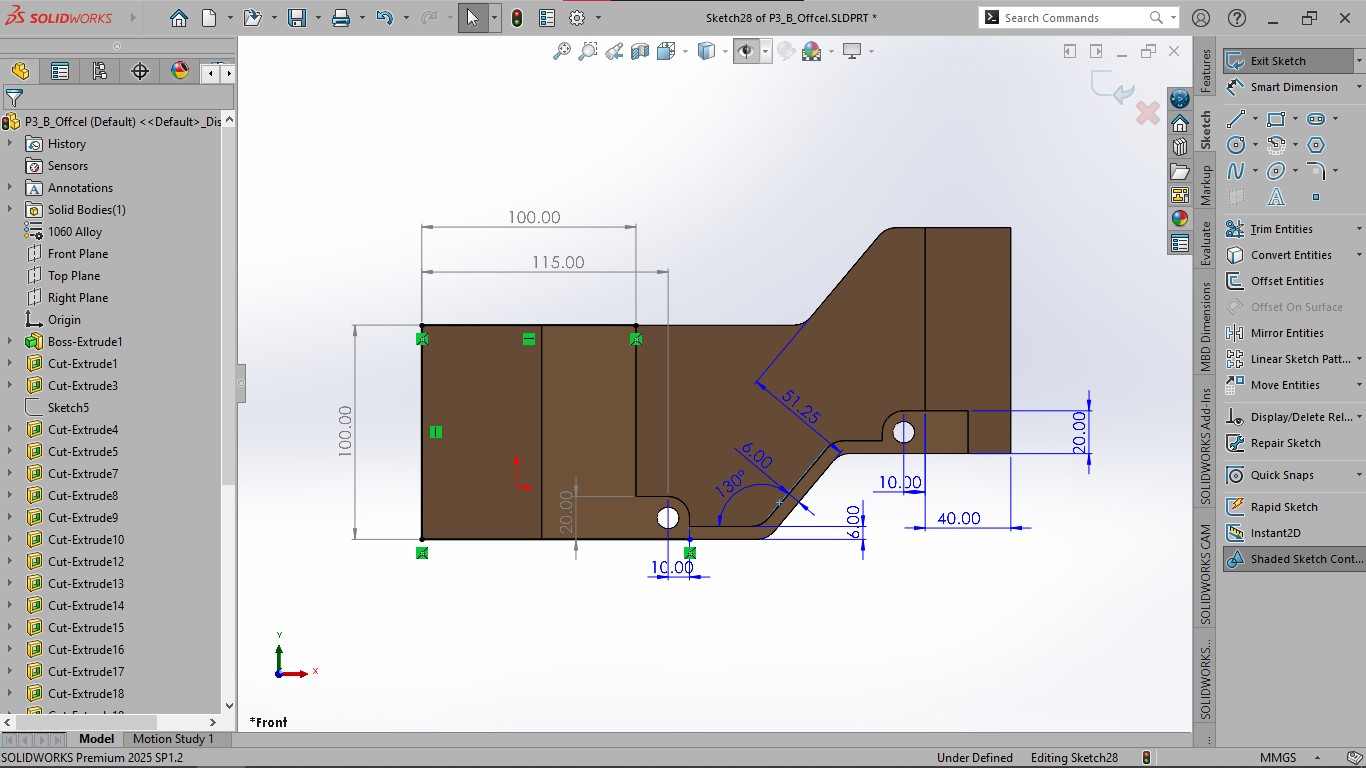 SOLIDWORKS
Sketch28 of P3_B_Offcel.SLDPRT *
Search Commands
P3_B_Offcel (Default) <<Default>_Dis
History
Sensors
Annotations
Solid Bodies(1)
1060 Alloy
Front Plane
Top Plane
Right Plane
Origin
Boss-Extrude1
Cut-Extrude1
Cut-Extrude3
Sketch5
Cut-Extrude4
Cut-Extrude5
Cut-Extrude7
Cut-Extrude8
Cut-Extrude9
Cut-Extrude10
Cut-Extrude12
Cut-Extrude13
Cut-Extrude14
Cut-Extrude15
Cut-Extrude16
Cut-Extrude17
Cut-Extrude18
100.00
115.00
100.00
20.00
10.00
51.25
6.00
130°
6.00
10.00
40.00
20.00
Y
X
*Front
Features
Sketch
Markup
Evaluate
MBD Dimensions
SOLIDWORKS Add-Ins
SOLIDWORKS CAM
SOLIDWORKS...
Exit Sketch
Smart Dimension
Trim Entities
Convert Entities
Offset Entities
Offset On Surface
Mirror Entities
Linear Sketch Patt...
Move Entities
Display/Delete Rel...
Repair Sketch
Quick Snaps
Rapid Sketch
Instant2D
Shaded Sketch Cont...
Model
Motion Study 1
SOLIDWORKS Premium 2025 SP1.2
Under Defined
Editing Sketch28
MMGS